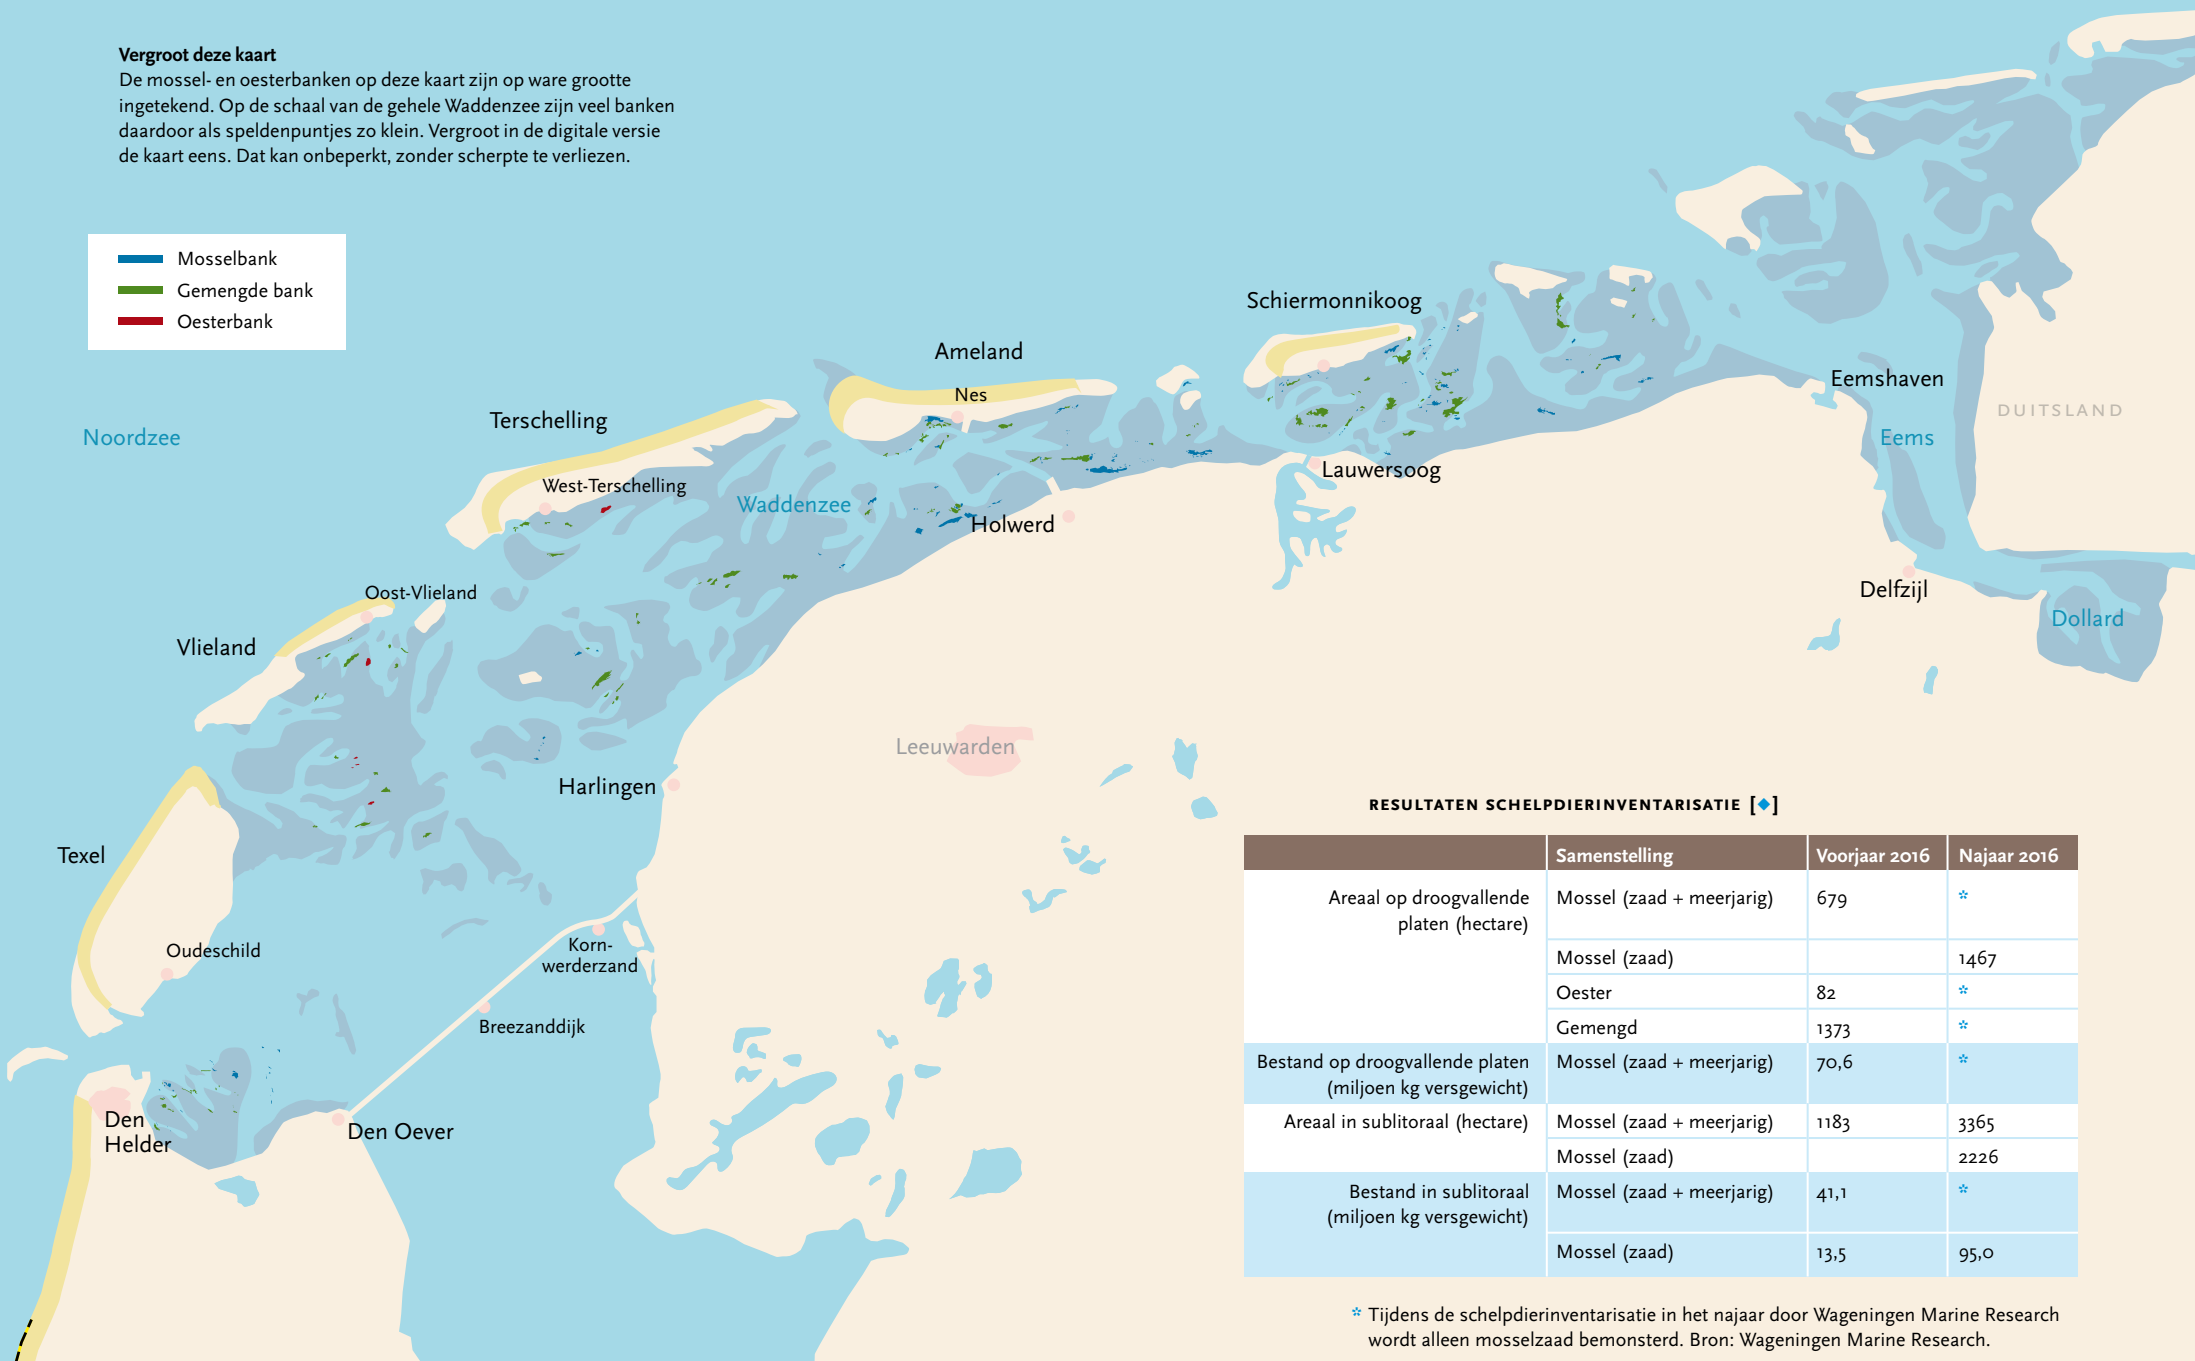 Vergroot deze kaart
De mossel- en oesterbanken op deze kaart zijn op ware grootte
ingetekend. Op de schaal van de gehele Waddenzee zijn veel banken
daardoor als speldenpuntjes zo klein. Vergroot in de digitale versie
de kaart eens. Dat kan onbeperkt, zonder scherpte te verliezen.
Mosselbank
Gemengde bank
Oesterbank
Schiermonnikoog
Ameland
Nes
Eemshaven
DUITSLAND
Terschelling
Noordzee
Eems
Lauwersoog
West-Terschelling
Waddenzee
Holwerd
Oost-Vlieland
Delfzijl
Dollard
Vlieland
Leeuwarden
Harlingen
Texel
Oudeschild
Korn-
werderzand
Breezanddijk
Den
Helder
Den Oever
RESULTATEN SCHELPDIERINVENTARISATIE [◆]
Samenstelling Voorjaar 2016 Najaar 2016
Areaal op droogvallende Mossel (zaad + meerjarig) 679 *
platen (hectare)
Mossel (zaad) 1467
Oester 82 *
Gemengd 1373 *
Bestand op droogvallende platen Mossel (zaad + meerjarig) 70,6 *
(miljoen kg versgewicht)
Areaal in sublitoraal (hectare) Mossel (zaad + meerjarig) 1183 3365
Mossel (zaad) 2226
Bestand in sublitoraal Mossel (zaad + meerjarig) 41,1 *
(miljoen kg versgewicht)
Mossel (zaad) 13,5 95,0
* Tijdens de schelpdierinventarisatie in het najaar door Wageningen Marine Research
wordt alleen mosselzaad bemonsterd. Bron: Wageningen Marine Research.